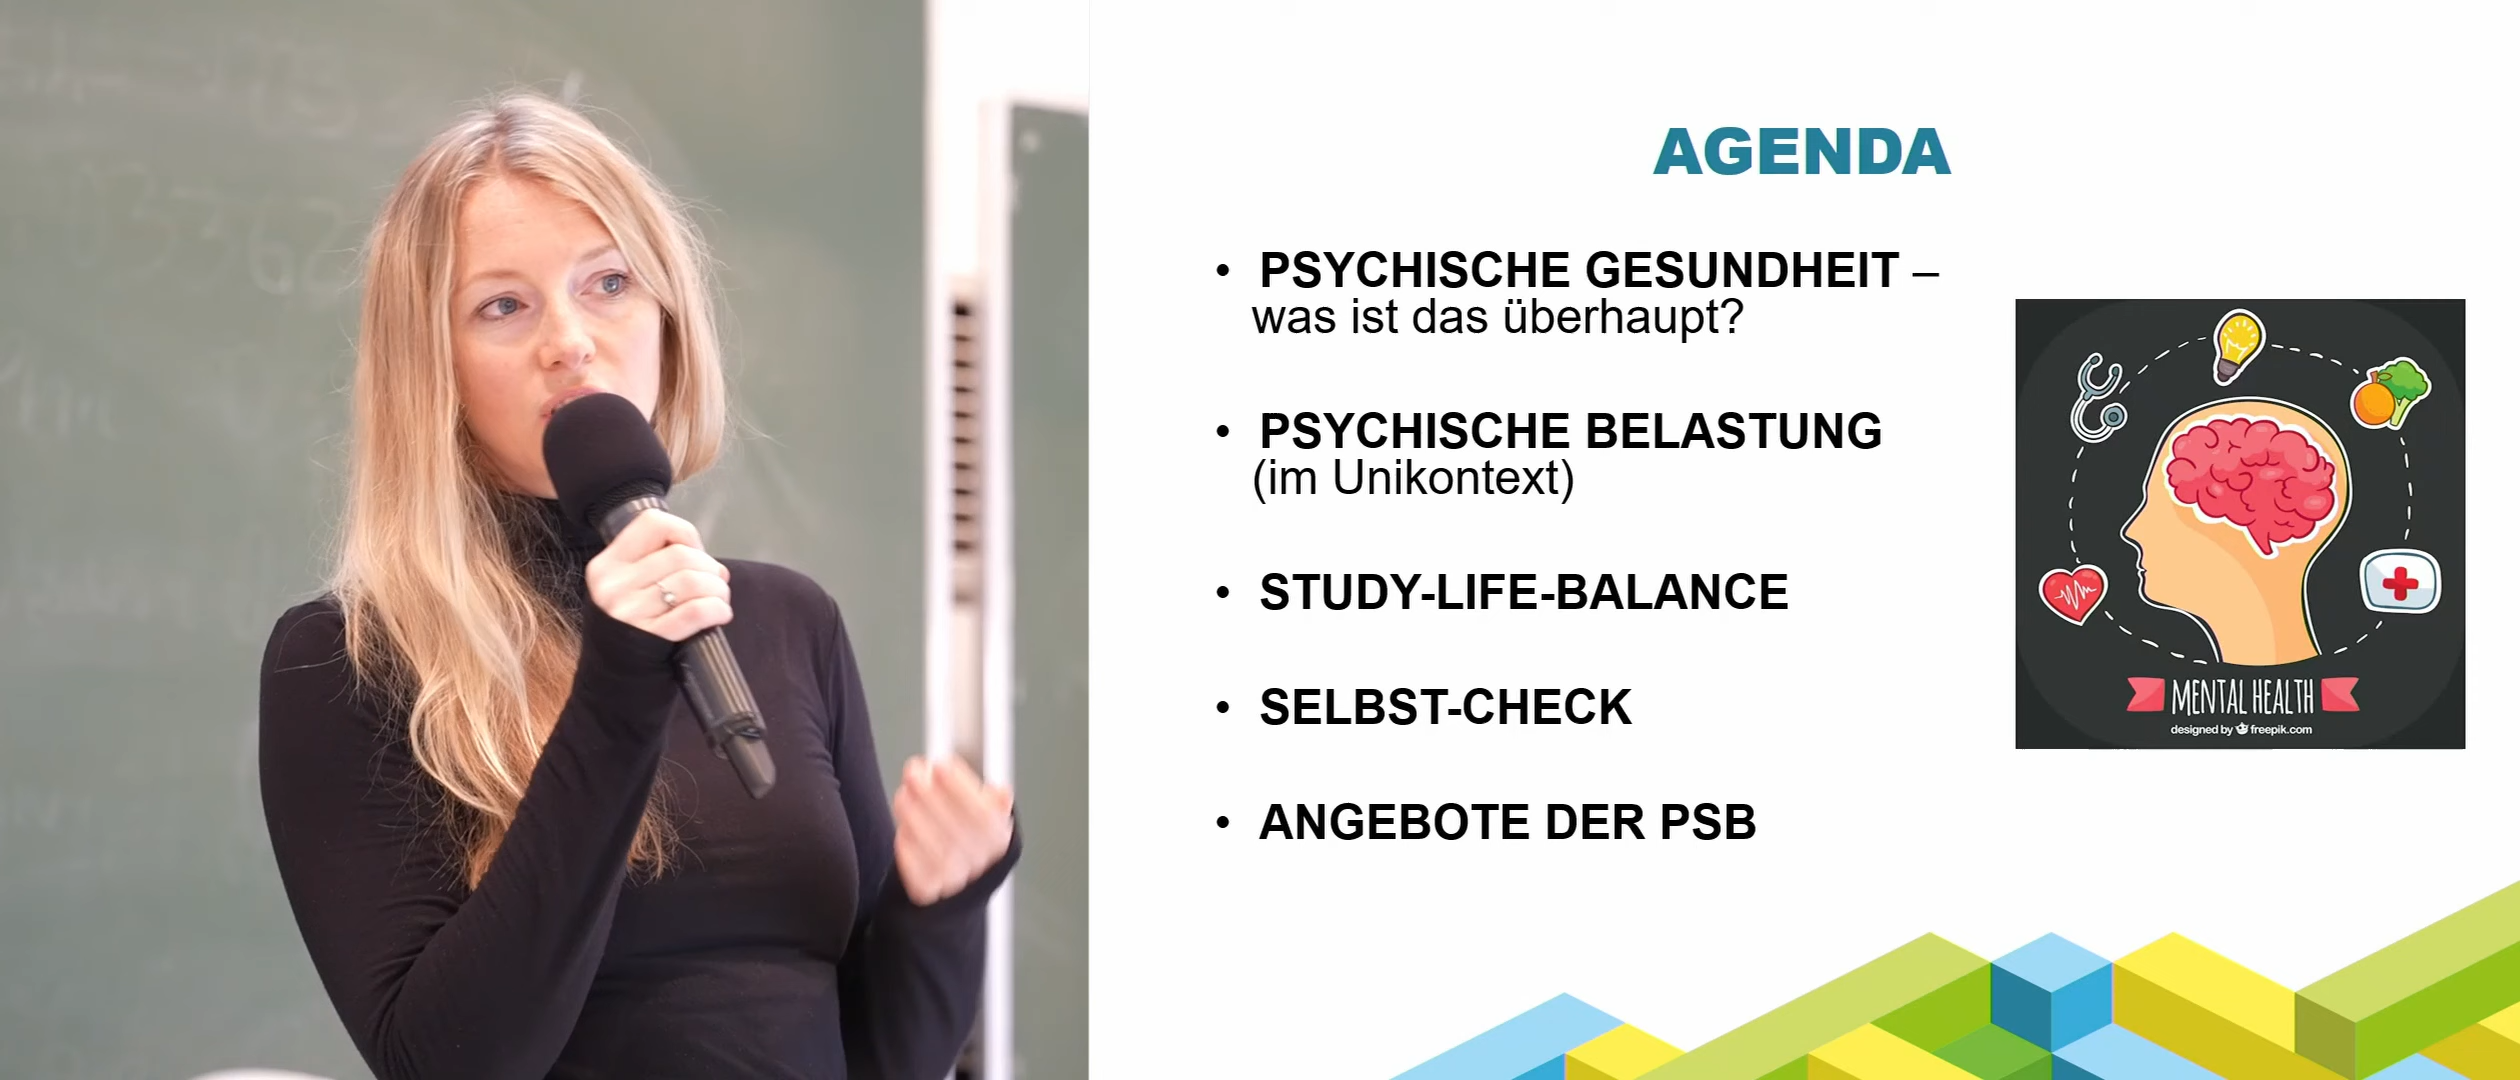 AGENDA
• PSYCHISCHE GESUNDHEIT –
was ist das überhaupt?
• PSYCHISCHE BELASTUNG
(im Unikontext)
• STUDY-LIFE-BALANCE
• SELBST-CHECK
• ANGEBOTE DER PSB
MENTAL HEALTH
designed by freepik.com